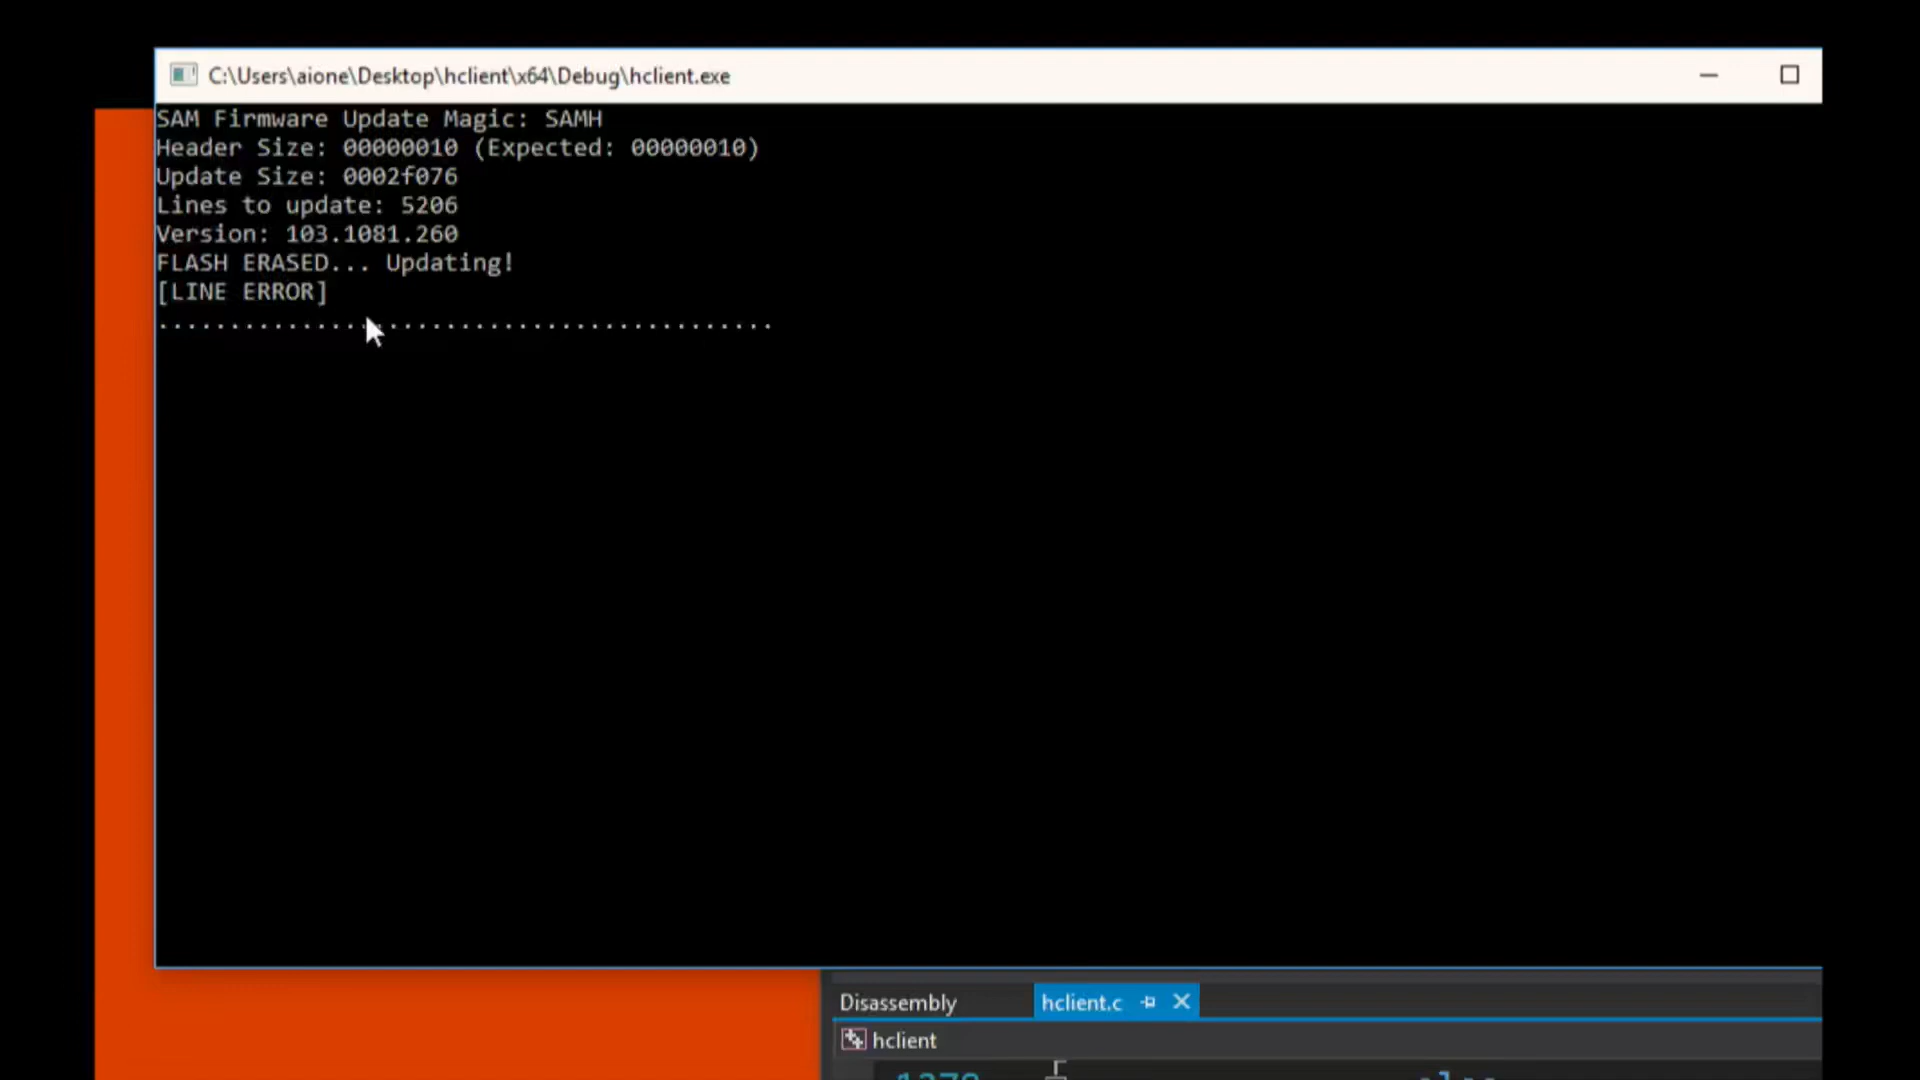 C:\Users\aione\Desktop\hclient\x64\Debug\hclient.exe
SAM Firmware Update Magic: SAMH
Header Size: 00000010 (Expected: 00000010)
Update Size: 0002f076
Lines to update: 5206
Version: 103.1081.260
FLASH ERASED... Updating!
[LINE ERROR]
...........................................
Disassembly hclient.c
hclient